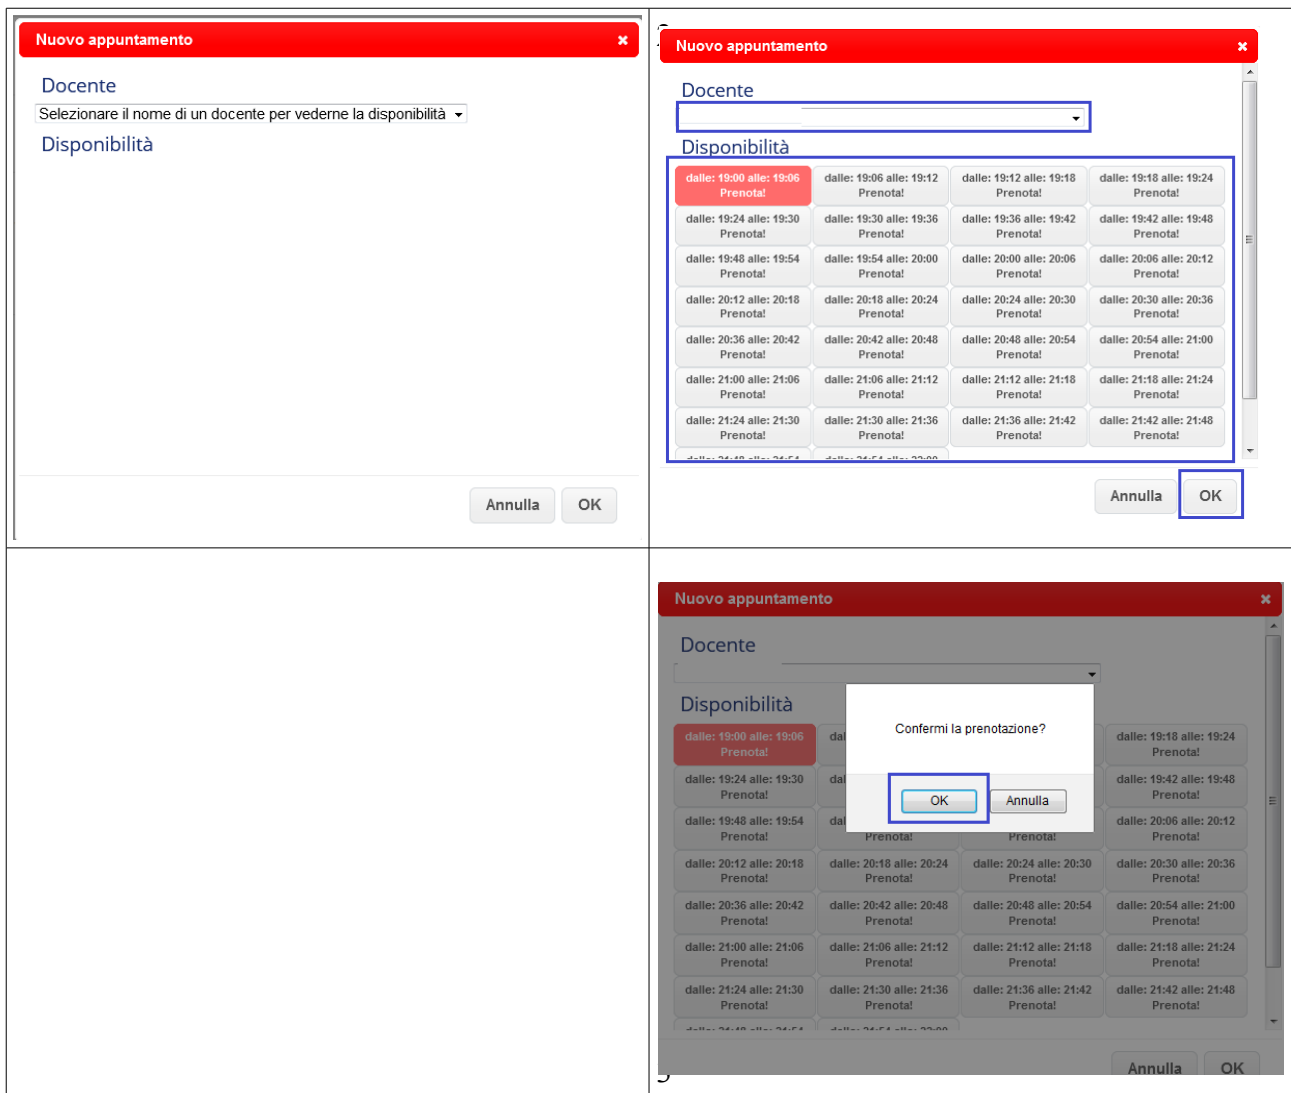 Nuovo appuntamento
Docente
Selezionare il nome di un docente per vederne la disponibilità
Disponibilità
Annulla OK
Nuovo appuntamento
Docente
Disponibilità
dalle: 19:00 alle: 19:06 dalle: 19:06 alle: 19:12 dalle: 19:12 alle: 19:18 dalle: 19:18 alle: 19:24
Prenota! Prenota! Prenota! Prenota!
dalle: 19:24 alle: 19:30 dalle: 19:30 alle: 19:36 dalle: 19:36 alle: 19:42 dalle: 19:42 alle: 19:48
Prenota! Prenota! Prenota! Prenota!
dalle: 19:48 alle: 19:54 dalle: 19:54 alle: 20:00 dalle: 20:00 alle: 20:06 dalle: 20:06 alle: 20:12
Prenota! Prenota! Prenota! Prenota!
dalle: 20:12 alle: 20:18 dalle: 20:18 alle: 20:24 dalle: 20:24 alle: 20:30 dalle: 20:30 alle: 20:36
Prenota! Prenota! Prenota! Prenota!
dalle: 20:36 alle: 20:42 dalle: 20:42 alle: 20:48 dalle: 20:48 alle: 20:54 dalle: 20:54 alle: 21:00
Prenota! Prenota! Prenota! Prenota!
dalle: 21:00 alle: 21:06 dalle: 21:06 alle: 21:12 dalle: 21:12 alle: 21:18 dalle: 21:18 alle: 21:24
Prenota! Prenota! Prenota! Prenota!
dalle: 21:24 alle: 21:30 dalle: 21:30 alle: 21:36 dalle: 21:36 alle: 21:42 dalle: 21:42 alle: 21:48
Prenota! Prenota! Prenota! Prenota!
Annulla OK
Nuovo appuntamento
Docente
Disponibilità
Confermi la prenotazione?
OK Annulla
dalle: 19:00 alle: 19:06 dal dalle: 19:18 alle: 19:24
Prenota! Prenota!
dalle: 19:24 alle: 19:30 dal dalle: 19:42 alle: 19:48
Prenota! Prenota!
dalle: 19:48 alle: 19:54 dal dalle: 20:06 alle: 20:12
Prenota! Prenota! Prenota! Prenota!
dalle: 20:12 alle: 20:18 dalle: 20:18 alle: 20:24 dalle: 20:24 alle: 20:30 dalle: 20:30 alle: 20:36
Prenota! Prenota! Prenota! Prenota!
dalle: 20:36 alle: 20:42 dalle: 20:42 alle: 20:48 dalle: 20:48 alle: 20:54 dalle: 20:54 alle: 21:00
Prenota! Prenota! Prenota! Prenota!
dalle: 21:00 alle: 21:06 dalle: 21:06 alle: 21:12 dalle: 21:12 alle: 21:18 dalle: 21:18 alle: 21:24
Prenota! Prenota! Prenota! Prenota!
dalle: 21:24 alle: 21:30 dalle: 21:30 alle: 21:36 dalle: 21:36 alle: 21:42 dalle: 21:42 alle: 21:48
Prenota! Prenota! Prenota! Prenota!
Annulla OK